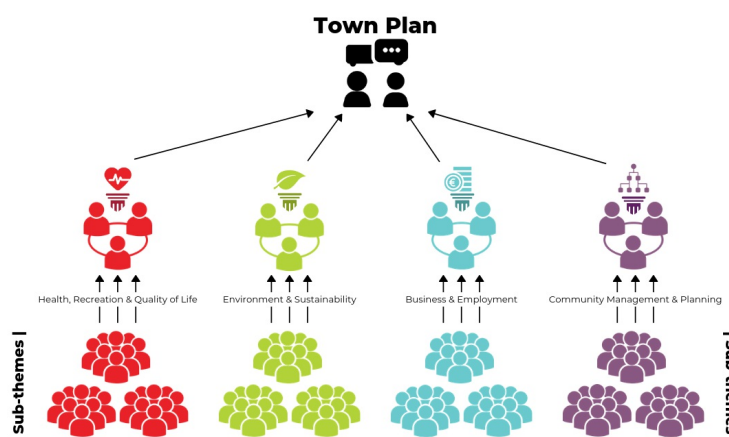 Town Plan
Health, Recreation & Quality of Life
Environment & Sustainability
Business & Employment
Community Management & Planning
Sub-themes |